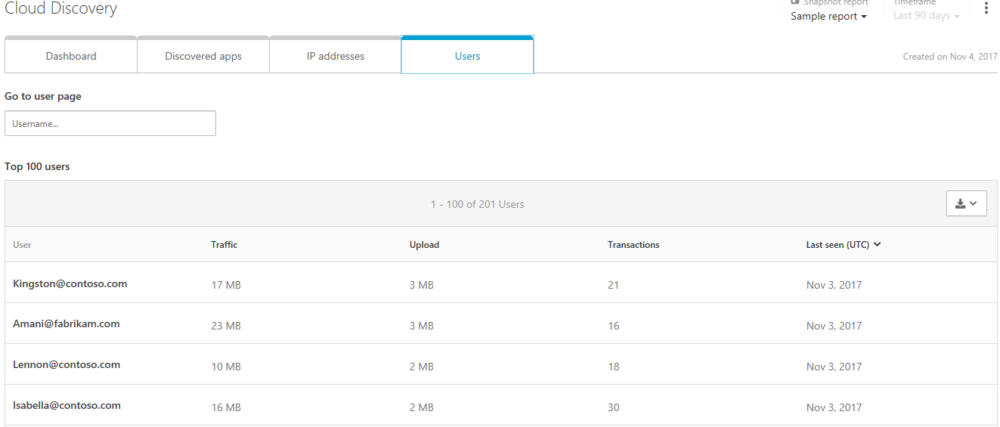 Cloud Discovery
Snapshot report
Timeframe
Sample report
Last 90 days
Dashboard
Discovered apps
IP addresses
Users
Created on Nov 4, 2017
Go to user page
Username...
Top 100 users
1 - 100 of 201 Users
User Traffic Upload Transactions Last seen (UTC)
Kingston@contoso.com 17 MB 3 MB 21 Nov 3, 2017
Amani@fabrikam.com 23 MB 3 MB 16 Nov 3, 2017
Lennon@contoso.com 10 MB 2 MB 18 Nov 3, 2017
Isabella@contoso.com 16 MB 2 MB 30 Nov 3, 2017